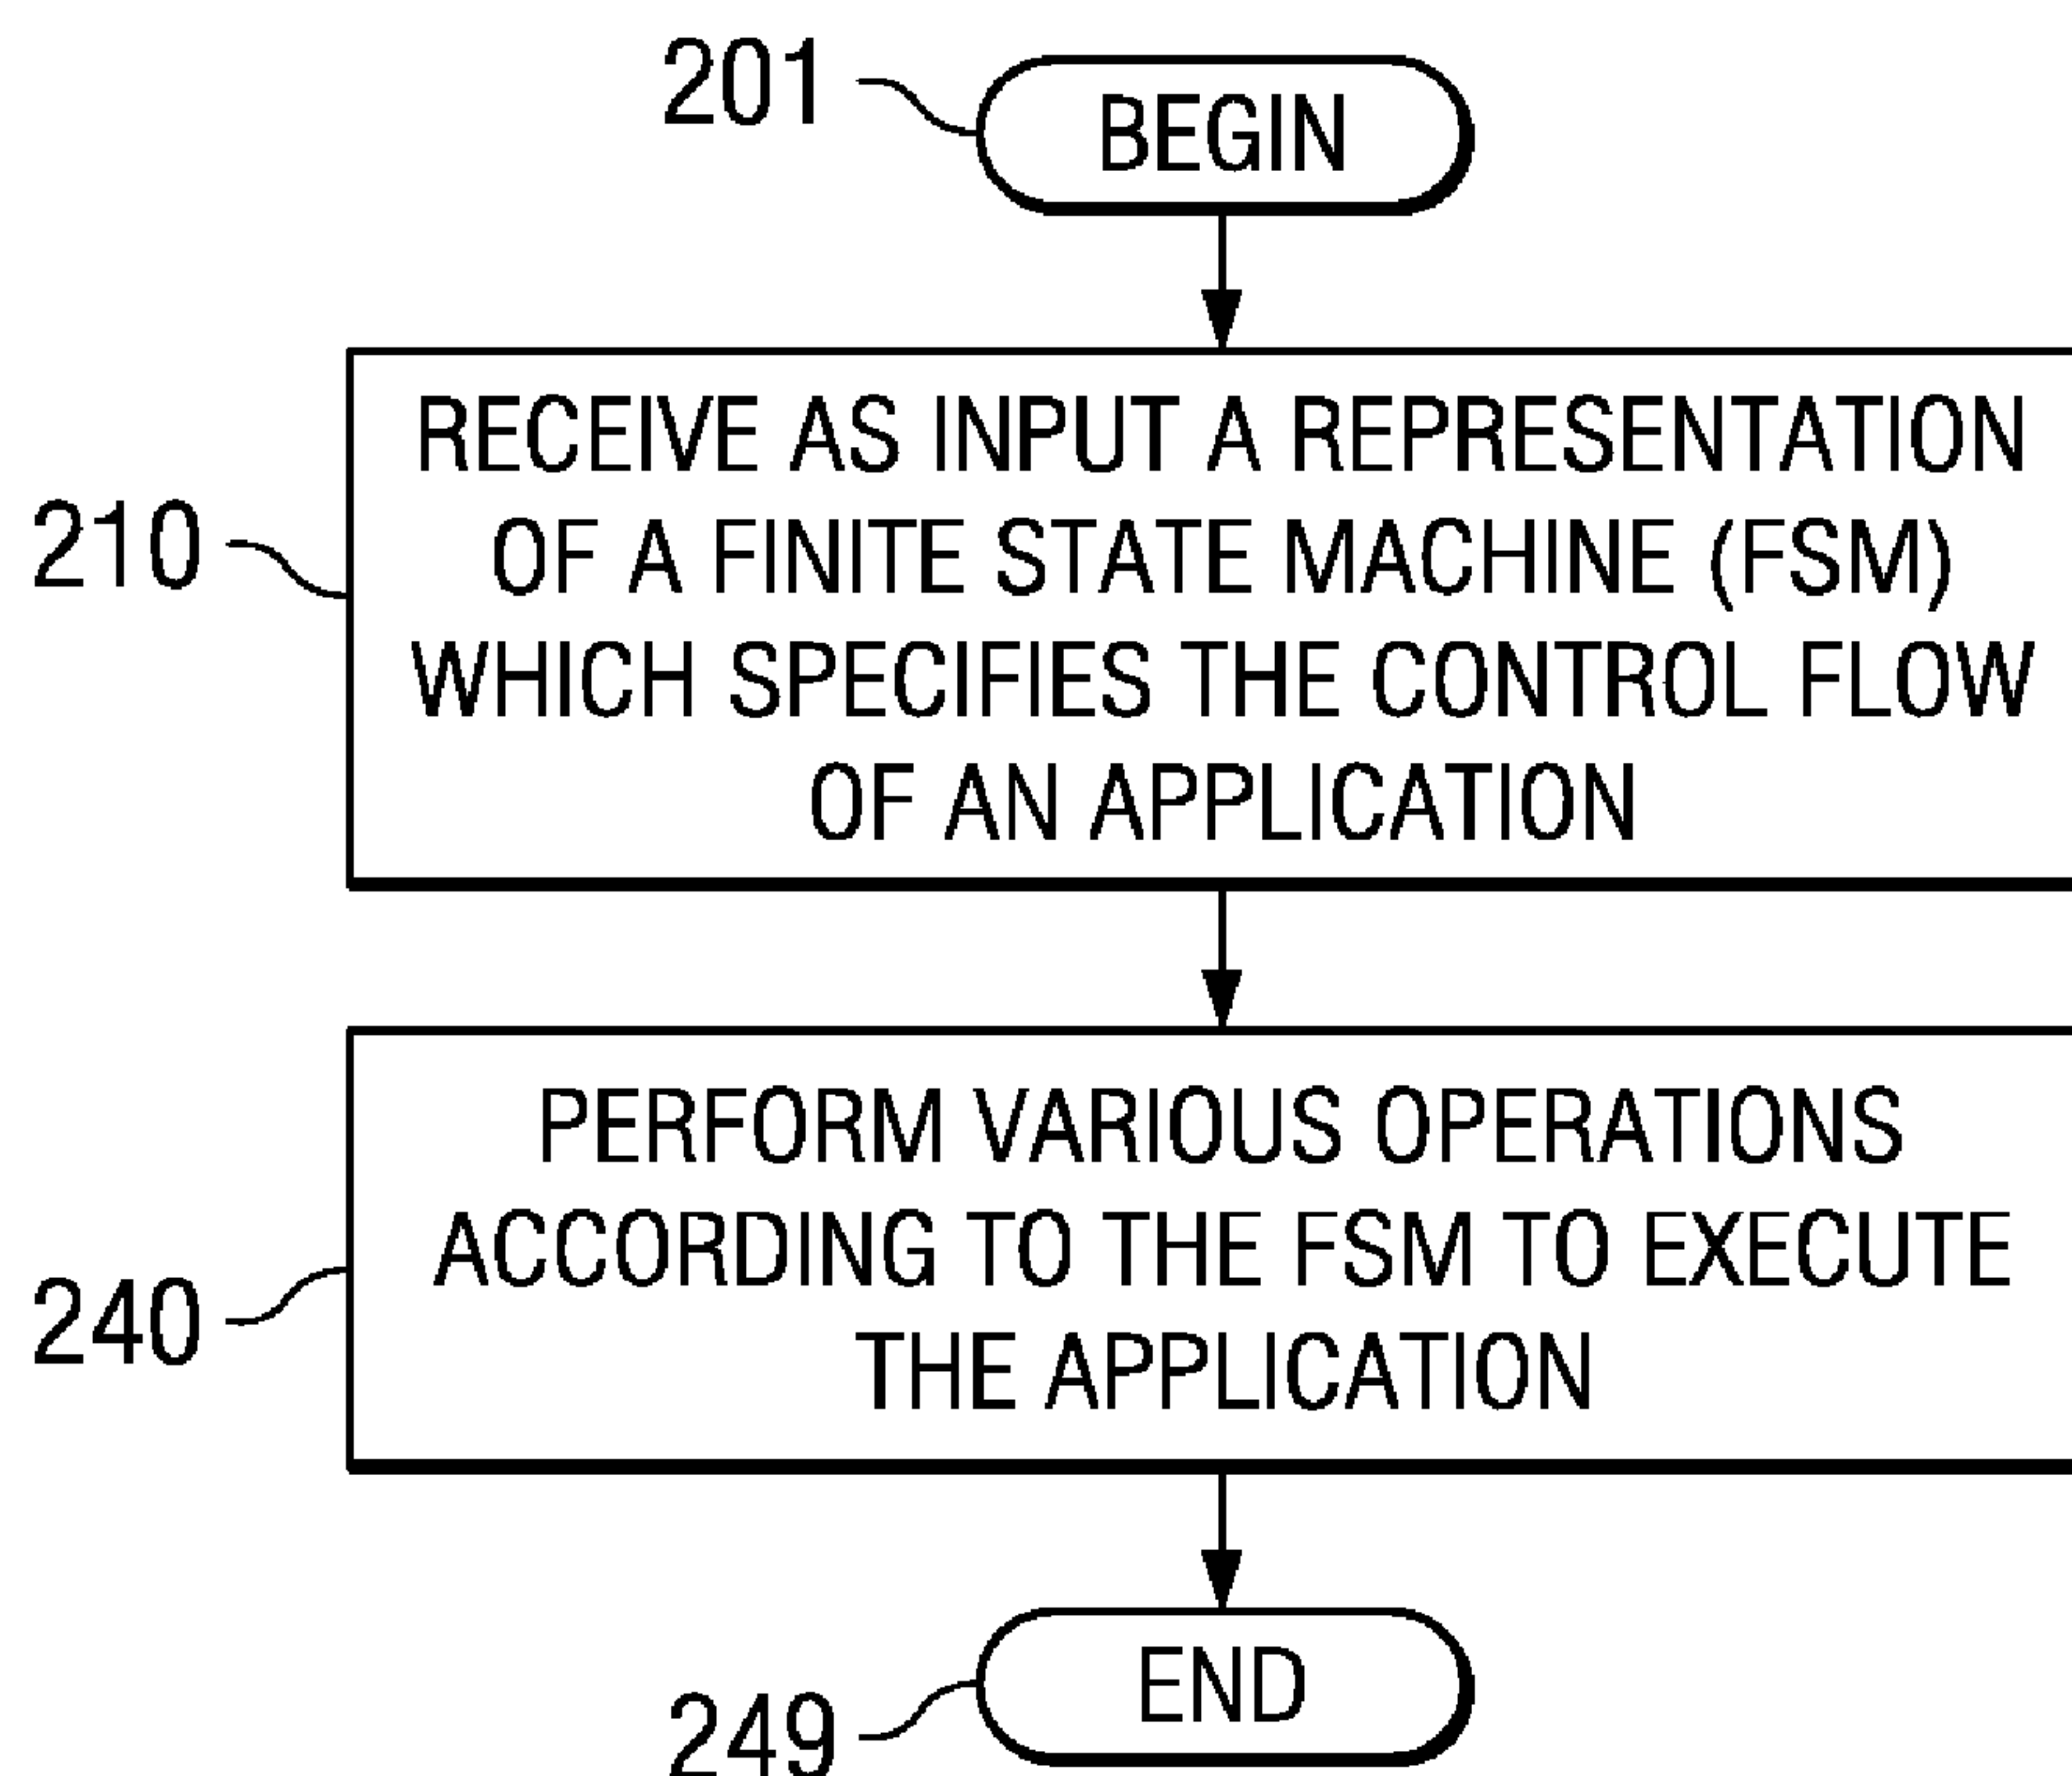 201
BEGIN
RECEIVE AS INPUT A REPRESENTATION
OF A FINITE STATE MACHINE (FSM)
WHICH SPECIFIES THE CONTROL FLOW
OF AN APPLICATION
210
PERFORM VARIOUS OPERATIONS
ACCORDING TO THE FSM TO EXECUTE
THE APPLICATION
240
END
249